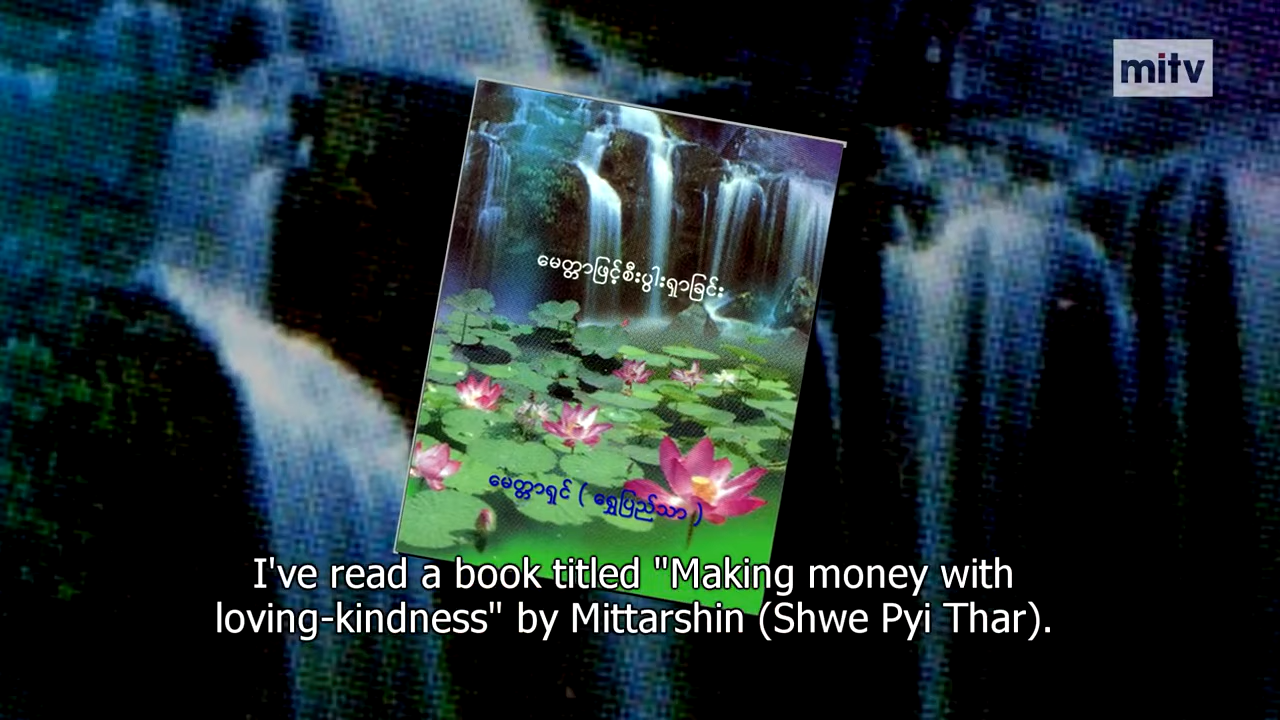 mitv
မေတ္တာဖြင့်စီးပွါးရှာခြင်း
မေတ္တာရှင် ( ရွှေပြည်သာ )
I've read a book titled "Making money with
loving-kindness" by Mittarshin (Shwe Pyi Thar).